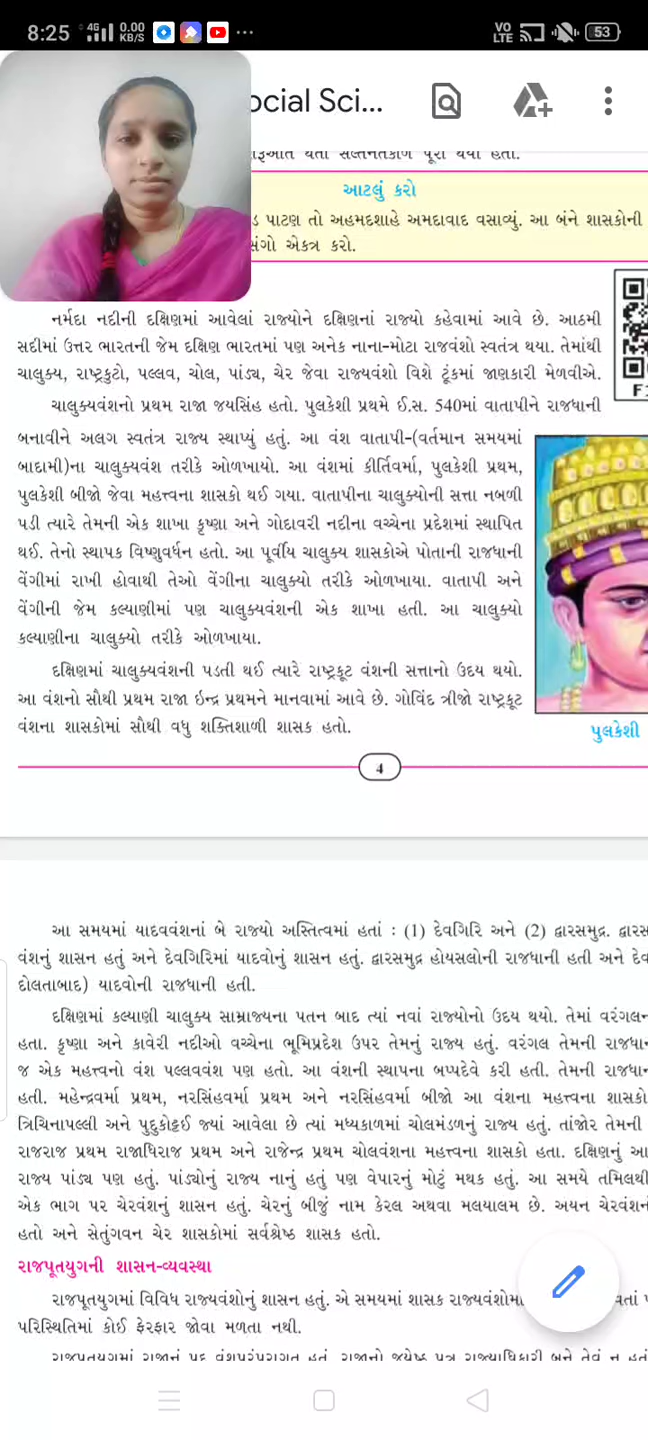 8:25 4G 0.00 KB/S ... VO LTE 53
ocial Sci...
આટલું કરો
પાટણ તો અહમદશાહે અમદાવાદ વસાવ્યું. આ બંને શાસકોની
એકત્ર કરો.
નર્મદા નદીની દક્ષિણમાં આવેલાં રાજ્યોને દક્ષિણનાં રાજ્યો કહેવામાં આવે છે. આઠમી
સદીમાં ઉત્તર ભારતની જેમ દક્ષિણ ભારતમાં પણ અનેક નાના-મોટા રાજવંશો સ્વતંત્ર થયા. તેમાંથી
ચાલુક્ય, રાષ્ટ્રકુટો, પલ્લવ, ચોલ, પાંડ્ય, ચેર જેવા રાજ્યવંશો વિશે ટૂંકમાં જાણકારી મેળવીએ.
ચાલુક્યવંશનો પ્રથમ રાજા જયસિંહ હતો. પુલકેશી પ્રથમે ઈ.સ. 540માં વાતાપીને રાજધાની
બનાવીને અલગ સ્વતંત્ર રાજ્ય સ્થાપ્યું હતું. આ વંશ વાતાપી-(વર્તમાન સમયમાં
બાદામી)ના ચાલુક્યવંશ તરીકે ઓળખાયો. આ વંશમાં કીર્તિવર્મા, પુલકેશી પ્રથમ,
પુલકેશી બીજો જેવા મહત્ત્વના શાસકો થઈ ગયા. વાતાપીના ચાલુક્યોની સત્તા નબળી
પડી ત્યારે તેમની એક શાખા કૃષ્ણા અને ગોદાવરી નદીના વચ્ચેના પ્રદેશમાં સ્થાપિત
થઈ. તેનો સ્થાપક વિષ્ણુવર્ધન હતો. આ પૂર્વીય ચાલુક્ય શાસકોએ પોતાની રાજધાની
વેંગીમાં રાખી હોવાથી તેઓ વેંગીના ચાલુક્યો તરીકે ઓળખાયા. વાતાપી અને
વેંગીની જેમ કલ્યાણીમાં પણ ચાલુક્યવંશની એક શાખા હતી. આ ચાલુક્યો
કલ્યાણીના ચાલુક્યો તરીકે ઓળખાયા.
દક્ષિણમાં ચાલુક્યવંશની પડતી થઈ ત્યારે રાષ્ટ્રકૂટ વંશની સત્તાનો ઉદય થયો.
આ વંશનો સૌથી પ્રથમ રાજા ઇન્દ્ર પ્રથમને માનવામાં આવે છે. ગોવિંદ ત્રીજો રાષ્ટ્રકૂટ
વંશના શાસકોમાં સૌથી વધુ શક્તિશાળી શાસક હતો.
પુલકેશી
4
આ સમયમાં યાદવવંશનાં બે રાજ્યો અસ્તિત્વમાં હતાં : (1) દેવગિરિ અને (2) દ્વારસમુદ્ર. દ્વારસ
વંશનું શાસન હતું અને દેવગિરિમાં યાદવોનું શાસન હતું. દ્વારસમુદ્ર હોયસલોની રાજધાની હતી અને દેવ
દોલતાબાદ) યાદવોની રાજધાની હતી.
દક્ષિણમાં કલ્યાણી ચાલુક્ય સામ્રાજ્યના પતન બાદ ત્યાં નવાં રાજ્યોનો ઉદય થયો. તેમાં વરંગલન
હતા. કૃષ્ણા અને કાવેરી નદીઓ વચ્ચેના ભૂમિપ્રદેશ ઉપર તેમનું રાજ્ય હતું. વરંગલ તેમની રાજધા
જ એક મહત્ત્વનો વંશ પલ્લવવંશ પણ હતો. આ વંશની સ્થાપના બપ્પદેવે કરી હતી. તેમની રાજધા
હતી. મહેન્દ્રવર્મા પ્રથમ, નરસિંહવર્મા પ્રથમ અને નરસિંહવર્મા બીજો આ વંશના મહત્ત્વના શાસકો
ત્રિચિનાપલ્લી અને પુદુકોટ્ટઈ જ્યાં આવેલા છે ત્યાં મધ્યકાળમાં ચોલમંડળનું રાજ્ય હતું. તાંજોર તેમની
રાજરાજ પ્રથમ રાજાધિરાજ પ્રથમ અને રાજેન્દ્ર પ્રથમ ચોલવંશના મહત્ત્વના શાસકો હતા. દક્ષિણનું આ
રાજ્ય પાંડ્ય પણ હતું. પાંડ્યોનું રાજ્ય નાનું હતું પણ વેપારનું મોટું મથક હતું. આ સમયે તમિલથી
એક ભાગ પર ચેરવંશનું શાસન હતું. ચેરનું બીજું નામ કેરલ અથવા મલયાલમ છે. અયન ચેરવંશન
હતો અને સેતુંગવન ચેર શાસકોમાં સર્વશ્રેષ્ઠ શાસક હતો.
રાજપૂતયુગની શાસન-વ્યવસ્થા
રાજપૂતયુગમાં વિવિધ રાજ્યવંશોનું શાસન હતું. એ સમયમાં શાસક રાજ્યવંશોમાં
પરિસ્થિતિમાં કોઈ ફેરફાર જોવા મળતા નથી.